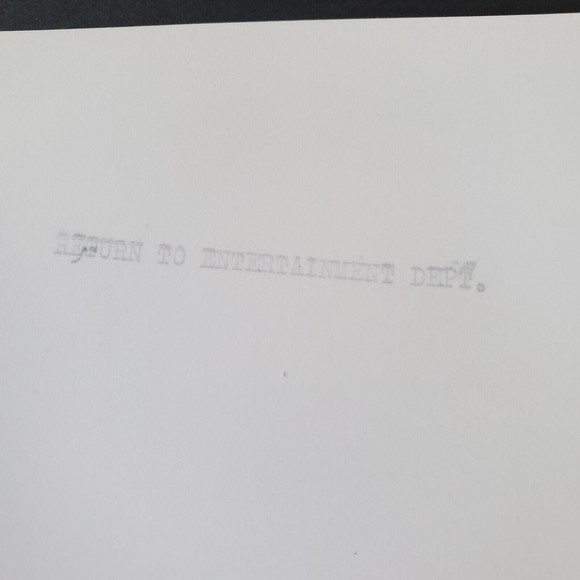 RETURN TO ENTERTAINMENT DEPT.